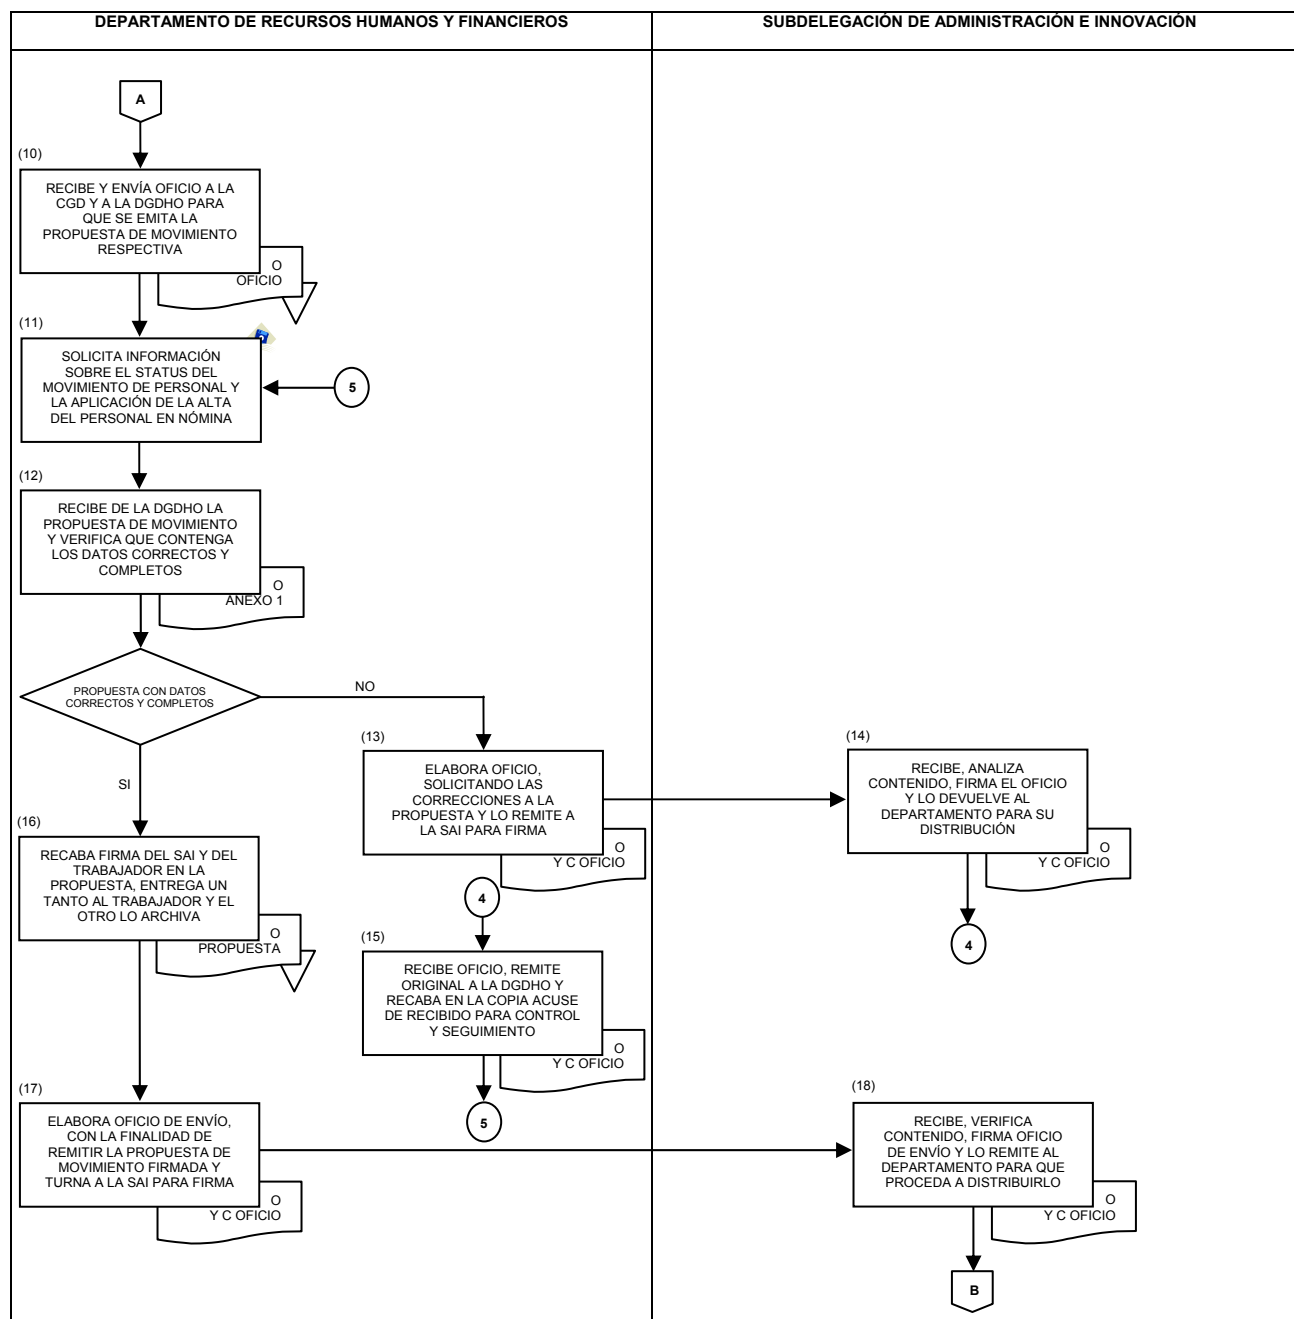 DEPARTAMENTO DE RECURSOS HUMANOS Y FINANCIEROS
SUBDELEGACIÓN DE ADMINISTRACIÓN E INNOVACIÓN
A
(10)
RECIBE Y ENVÍA OFICIO A LA
CGD Y A LA DGDHO PARA
QUE SE EMITA LA
PROPUESTA DE MOVIMIENTO
RESPECTIVA
O
OFICIO
(11)
SOLICITA INFORMACIÓN
SOBRE EL STATUS DEL
MOVIMIENTO DE PERSONAL Y
LA APLICACIÓN DE LA ALTA
DEL PERSONAL EN NÓMINA
5
(12)
RECIBE DE LA DGDHO LA
PROPUESTA DE MOVIMIENTO
Y VERIFICA QUE CONTENGA
LOS DATOS CORRECTOS Y
COMPLETOS
O
ANEXO 1
PROPUESTA CON DATOS
CORRECTOS Y COMPLETOS
NO
SI
(13)
ELABORA OFICIO,
SOLICITANDO LAS
CORRECCIONES A LA
PROPUESTA Y LO REMITE A
LA SAI PARA FIRMA
O
Y C OFICIO
(14)
RECIBE, ANALIZA
CONTENIDO, FIRMA EL OFICIO
Y LO DEVUELVE AL
DEPARTAMENTO PARA SU
DISTRIBUCIÓN
O
Y C OFICIO
4
4
(15)
RECIBE OFICIO, REMITE
ORIGINAL A LA DGDHO Y
RECABA EN LA COPIA ACUSE
DE RECIBIDO PARA CONTROL
Y SEGUIMIENTO
O
Y C OFICIO
5
(16)
RECABA FIRMA DEL SAI Y DEL
TRABAJADOR EN LA
PROPUESTA, ENTREGA UN
TANTO AL TRABAJADOR Y EL
OTRO LO ARCHIVA
O
PROPUESTA
(17)
ELABORA OFICIO DE ENVÍO,
CON LA FINALIDAD DE
REMITIR LA PROPUESTA DE
MOVIMIENTO FIRMADA Y
TURNA A LA SAI PARA FIRMA
O
Y C OFICIO
(18)
RECIBE, VERIFICA
CONTENIDO, FIRMA OFICIO
DE ENVÍO Y LO REMITE AL
DEPARTAMENTO PARA QUE
PROCEDA A DISTRIBUIRLO
O
Y C OFICIO
B